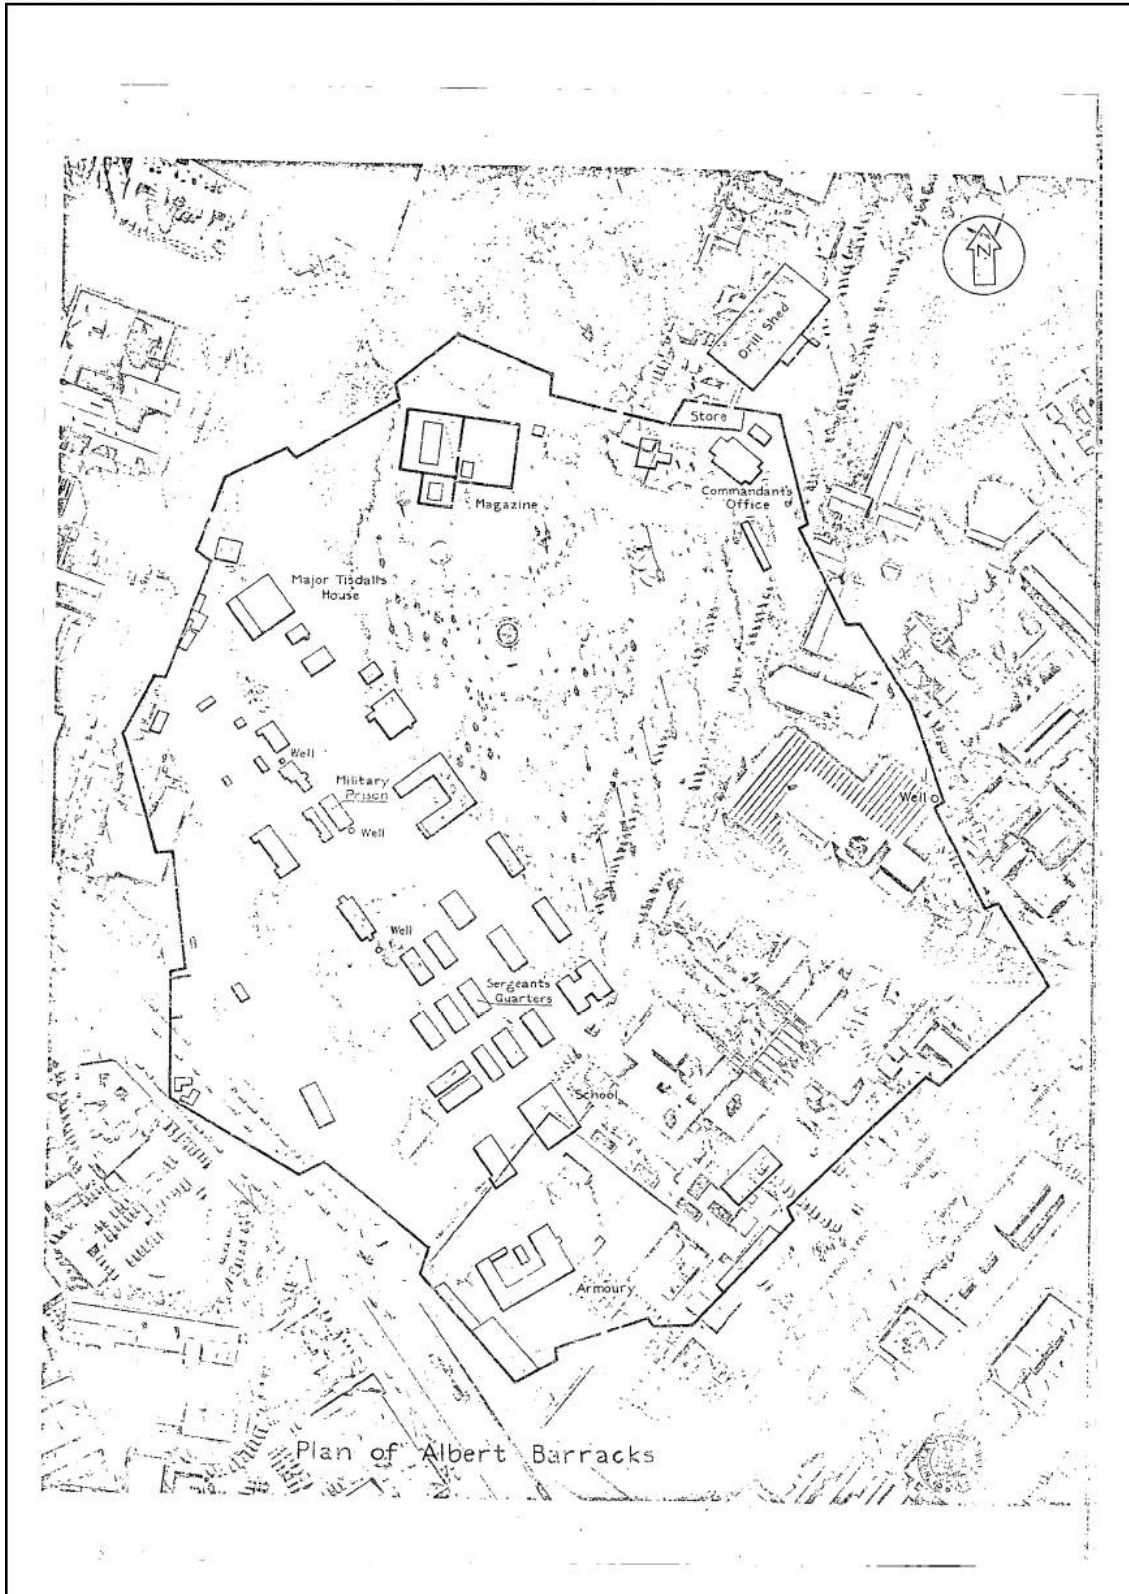 N
Drill Shed
Store
Commandant's
Office
Magazine
Major Tisdall's
House
Well
Military
Prison
Well
Well
Well
Sergeant's
Quarters
School
Armoury
Plan of Albert Barracks